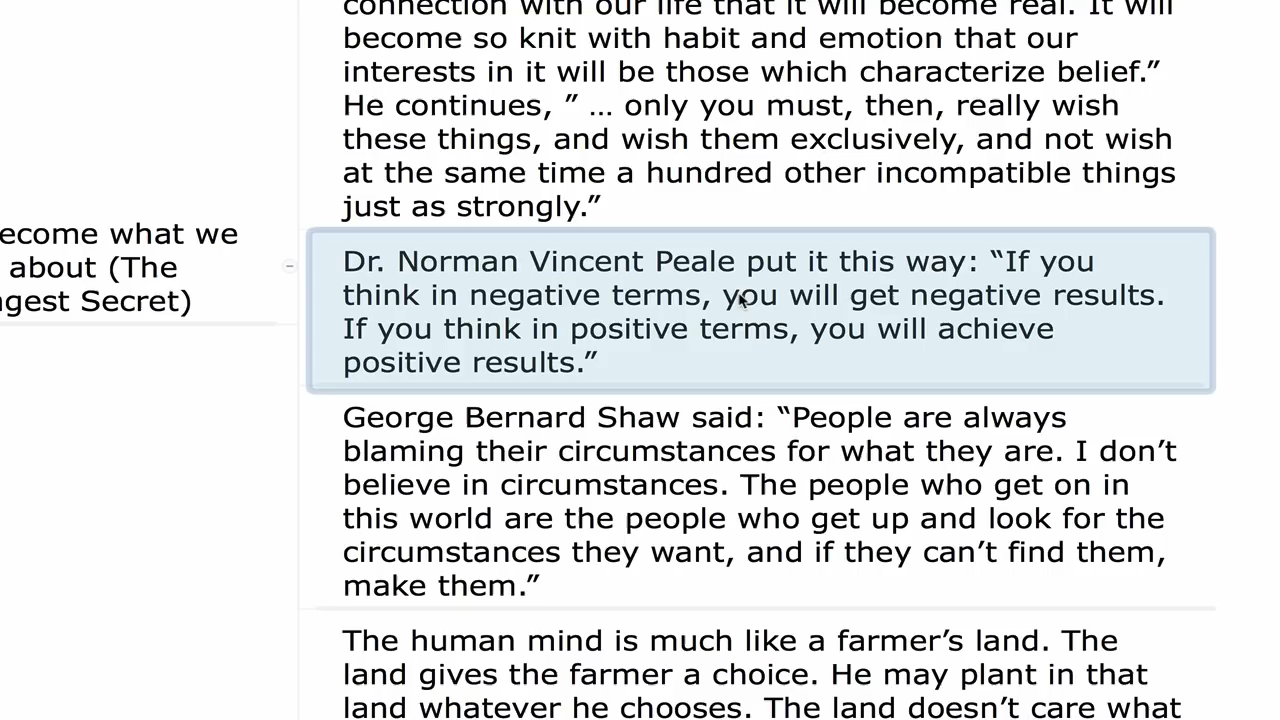 connection with our life that it will become real. It will
become so knit with habit and emotion that our
interests in it will be those which characterize belief.”
He continues, ” … only you must, then, really wish
these things, and wish them exclusively, and not wish
at the same time a hundred other incompatible things
just as strongly.”
ecome what we
about (The
ngest Secret)
Dr. Norman Vincent Peale put it this way: “If you
think in negative terms, you will get negative results.
If you think in positive terms, you will achieve
positive results.”
George Bernard Shaw said: “People are always
blaming their circumstances for what they are. I don’t
believe in circumstances. The people who get on in
this world are the people who get up and look for the
circumstances they want, and if they can’t find them,
make them.”
The human mind is much like a farmer’s land. The
land gives the farmer a choice. He may plant in that
land whatever he chooses. The land doesn’t care what